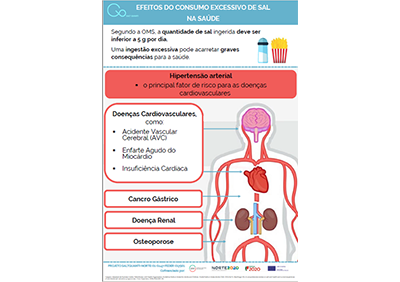 EFEITOS DO CONSUMO EXCESSIVO DE SAL
NA SAÚDE
Segundo a OMS, a quantidade de sal ingerida deve ser
inferior a 5 g por dia.
Uma ingestão excessiva pode acarretar graves
consequências para a saúde
Hipertensão arterial
• o principal fator de risco para as doenças
cardiovasculares
Doenças Cardiovasculares,
como:
• Acidente Vascular
Cerebral (AVC)
• Enfarte Agudo do
Miocárdio
• Insuficiência Cardíaca
Cancro Gástrico
Doença Renal
Osteoporose
NORTE2020
2020